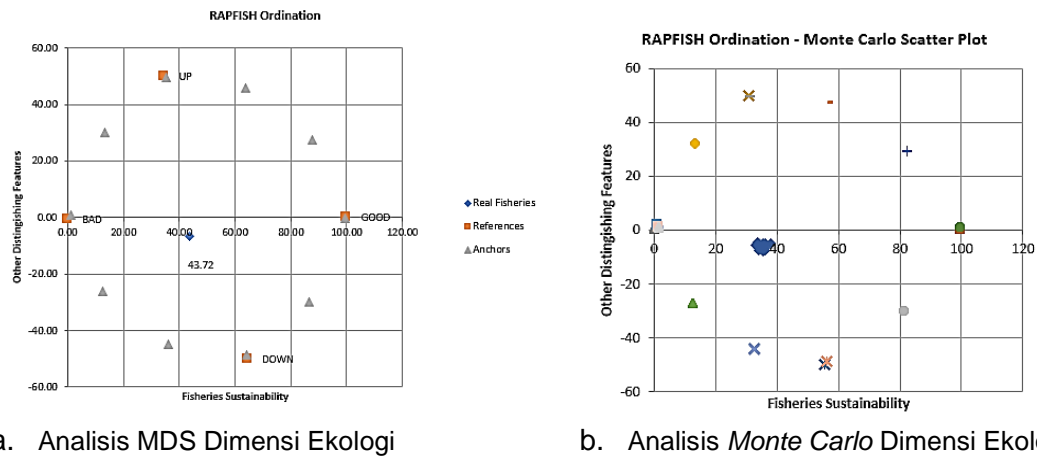 RAPFISH Ordination
60.00
40.00
20.00
0.00
-20.00
-40.00
-60.00
Other Distingishing Features
UP
BAD
GOOD
DOWN
43.72
0.00 20.00 40.00 60.00 80.00 100.00 120.00
Fisheries Sustainability
Real Fisheries
References
Anchors
a. Analisis MDS Dimensi Ekologi
RAPFISH Ordination - Monte Carlo Scatter Plot
60
40
20
0
-20
-40
-60
Other Distingishing Features
0 20 40 60 80 100 120
Fisheries Sustainability
b. Analisis Monte Carlo Dimensi Ekolo